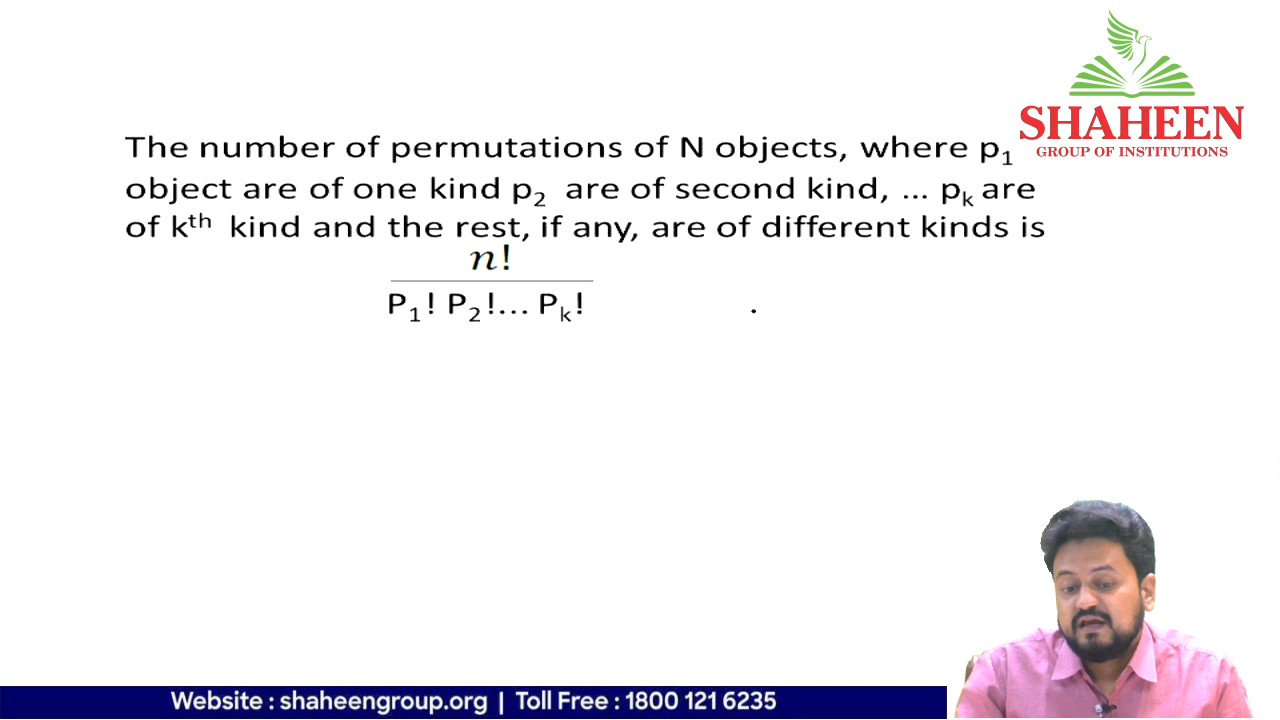 SHAHEEN
GROUP OF INSTITUTIONS
The number of permutations of N objects, where p₁
object are of one kind p₂ are of second kind, ... pₖ are
of kᵗʰ kind and the rest, if any, are of different kinds is
n!
P₁! P₂!... Pₖ! .
Website : shaheengroup.org | Toll Free : 1800 121 6235